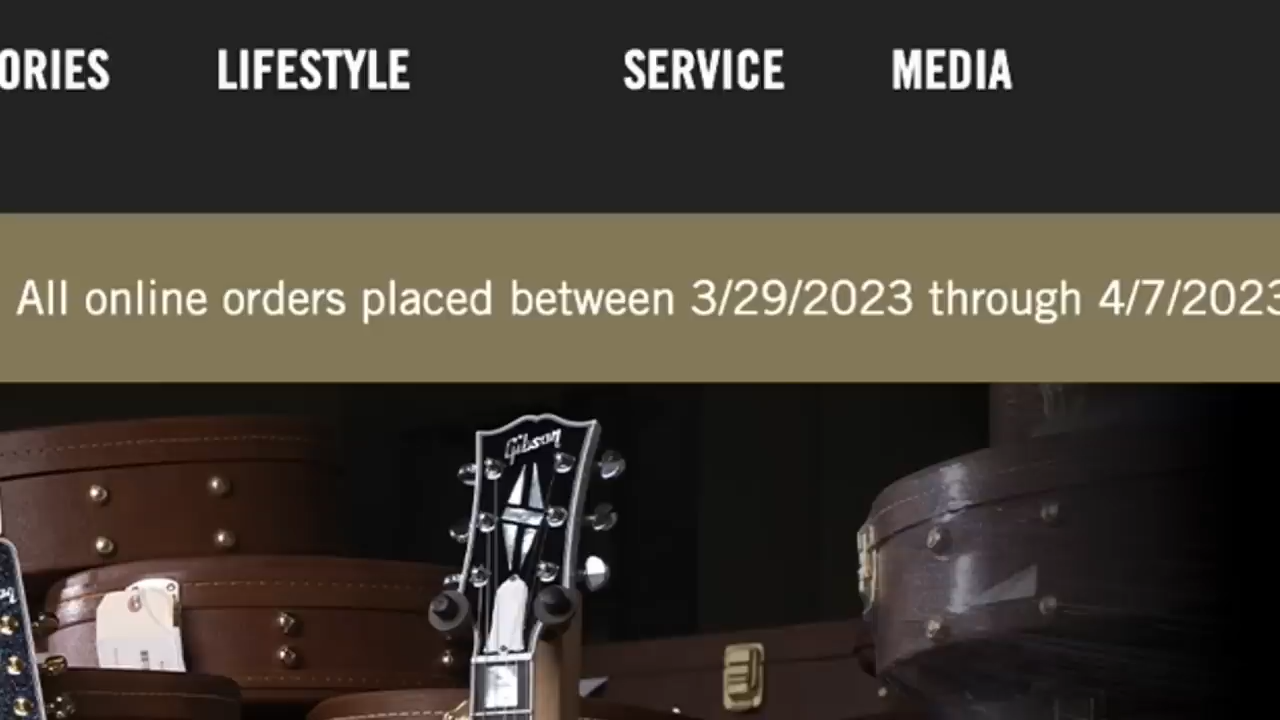 ORIES LIFESTYLE SERVICE MEDIA
All online orders placed between 3/29/2023 through 4/7/2023
Gibson